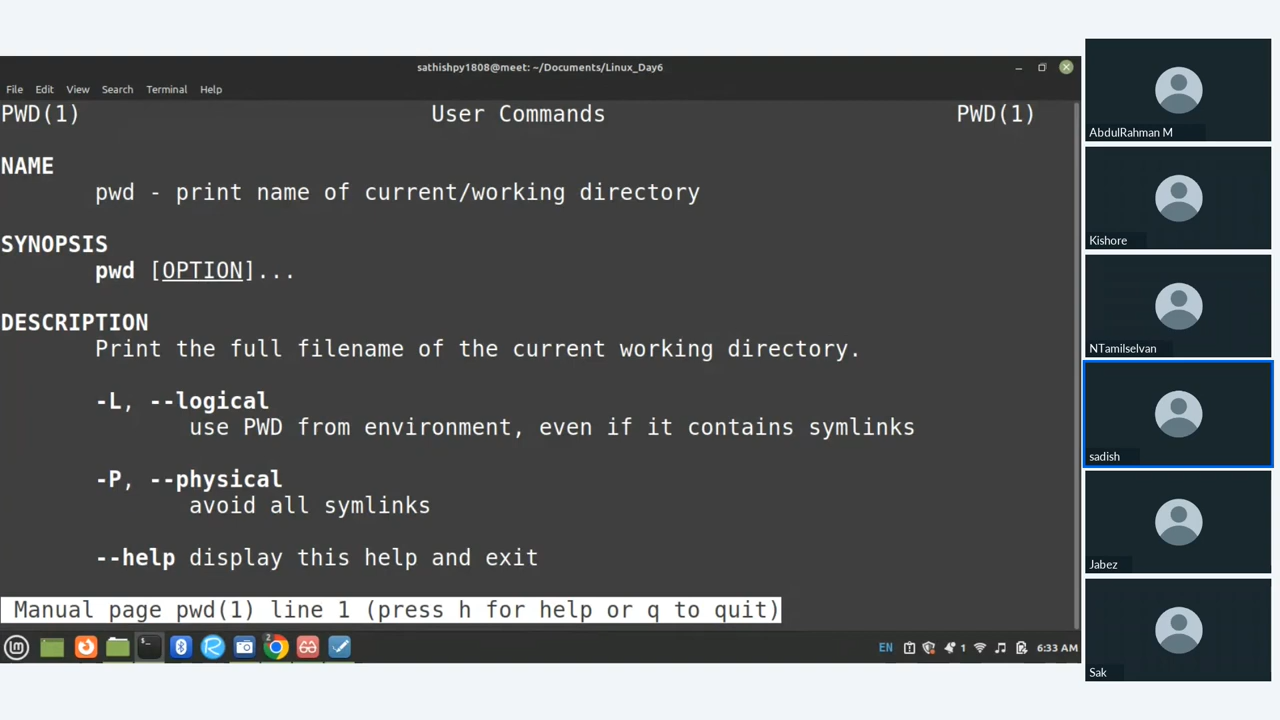 sathishpy1808@meet: ~/Documents/Linux_Day6
File Edit View Search Terminal Help
PWD(1) User Commands PWD(1)
NAME
pwd - print name of current/working directory
SYNOPSIS
pwd [OPTION]...
DESCRIPTION
Print the full filename of the current working directory.
-L, --logical
use PWD from environment, even if it contains symlinks
-P, --physical
avoid all symlinks
--help display this help and exit
Manual page pwd(1) line 1 (press h for help or q to quit)
2
EN 1 6:33 AM
AbdulRahman M
Kishore
NTamilselvan
sadish
Jabez
Sak